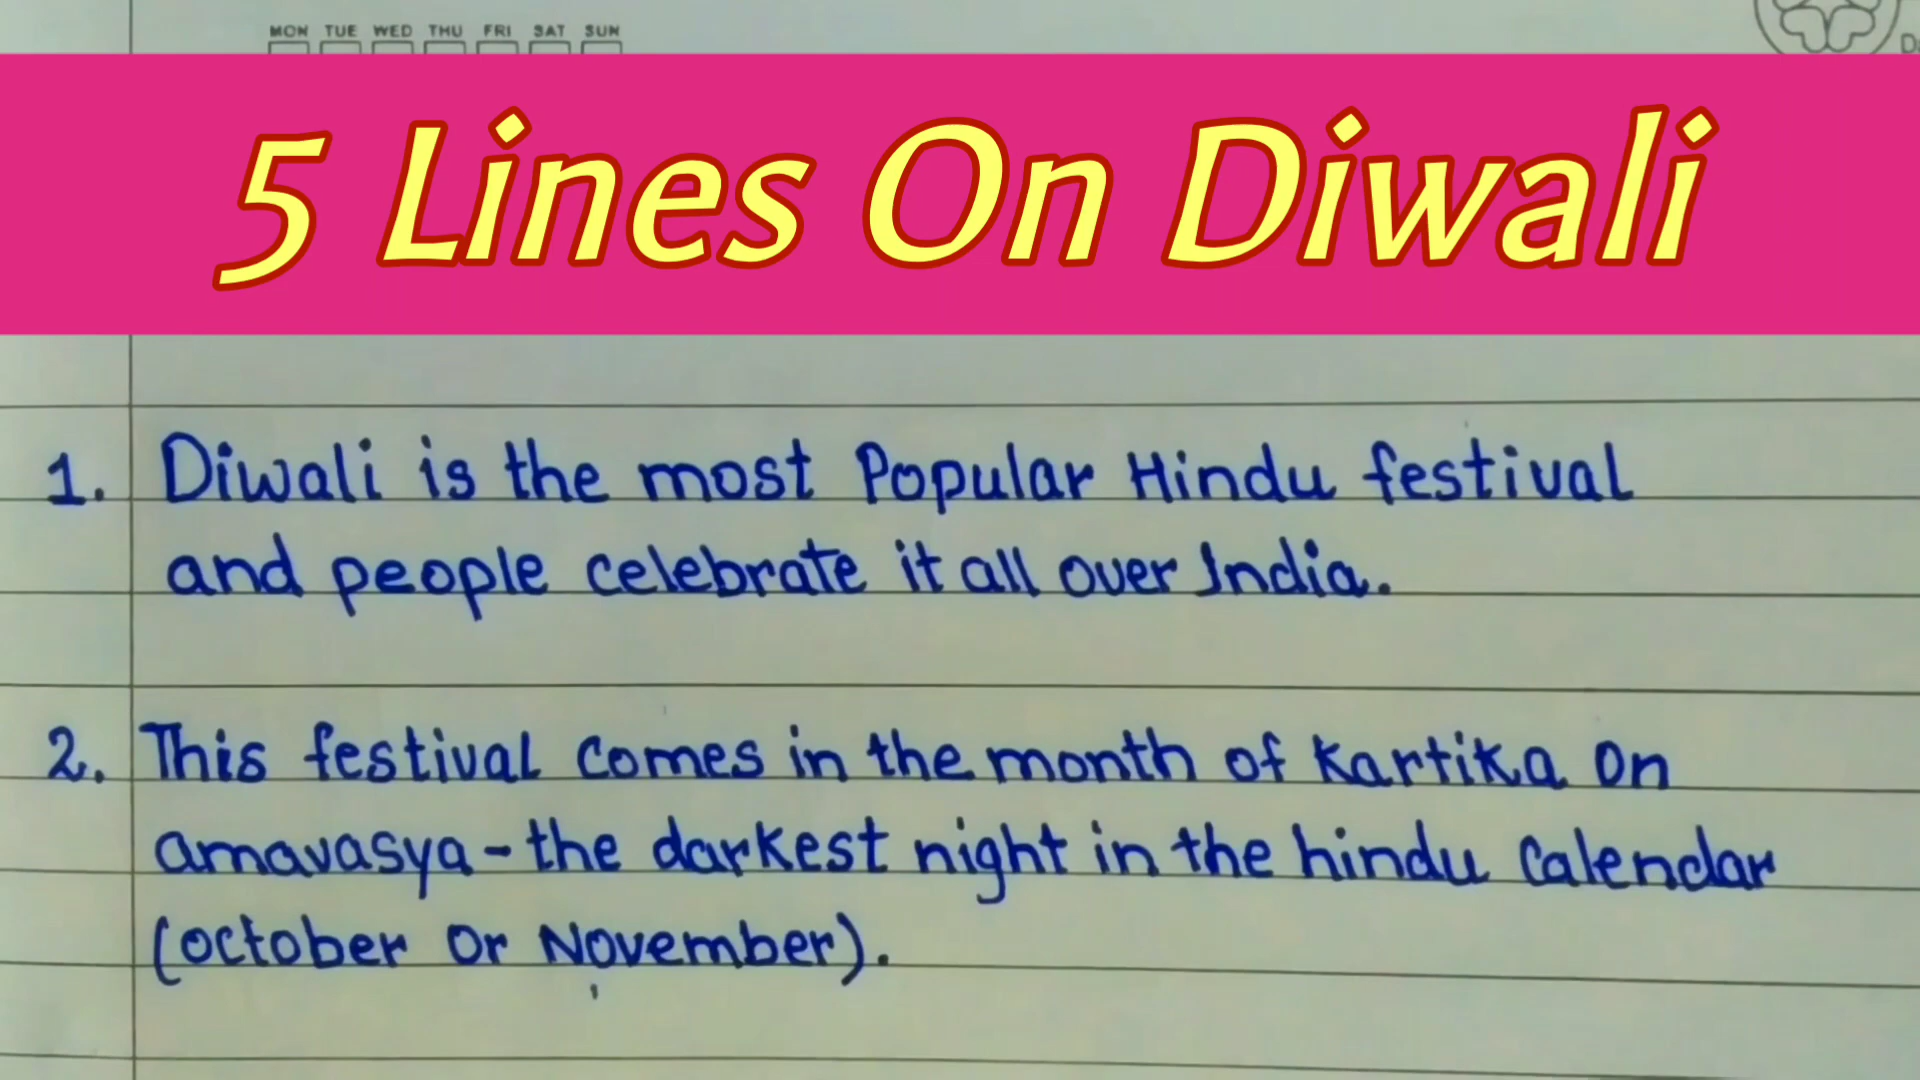 MON TUE WED THU FRI SAT SUN
5 Lines On Diwali
1. Diwali is the most Popular Hindu festival
and people celebrate it all over India.
2. This festival comes in the month of Kartika on
amavasya - the darkest night in the hindu Calendar
(october or November).